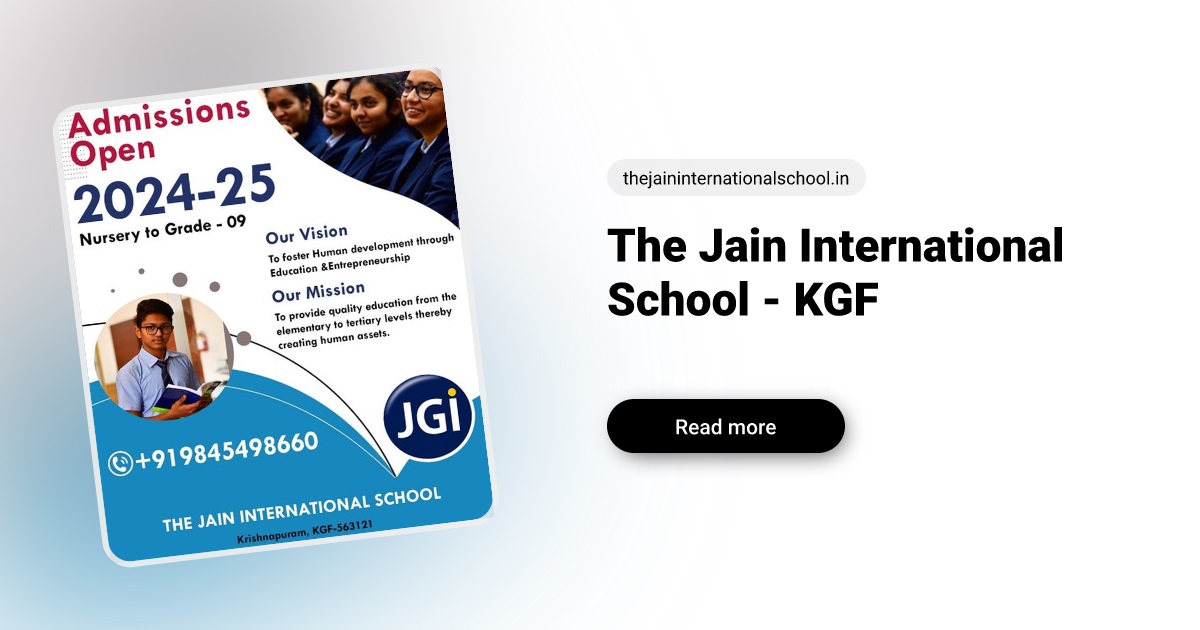 Admissions
Open
2024-25
Nursery to Grade - 09
Our Vision
To foster Human development through
Education &Entrepreneurship
Our Mission
To provide quality education from the
elementary to tertiary levels thereby
creating human assets.
JGi
+919845498660
THE JAIN INTERNATIONAL SCHOOL
Krishnapuram, KGF-563121
thejaininternationalschool.in
The Jain International
School - KGF
Read more